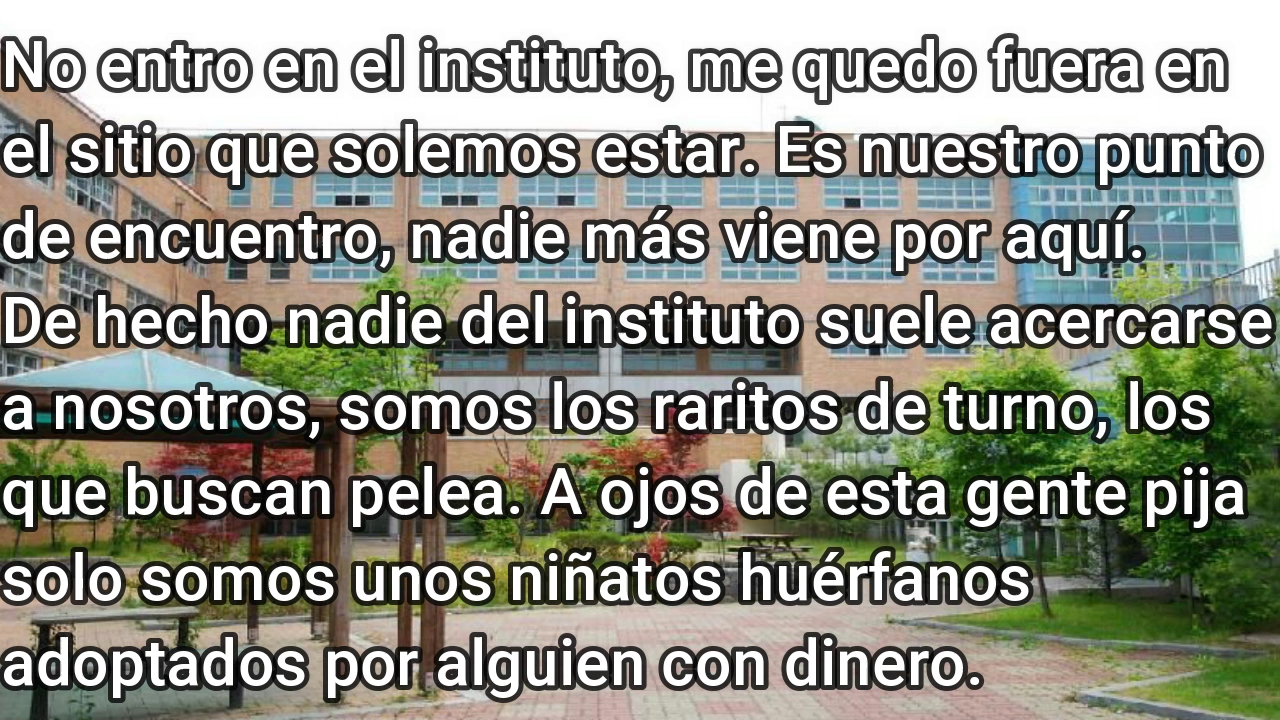 No entro en el instituto, me quedo fuera en
el sitio que solemos estar. Es nuestro punto
de encuentro, nadie más viene por aquí.
De hecho nadie del instituto suele acercarse
a nosotros, somos los raritos de turno, los
que buscan pelea. A ojos de esta gente pija
solo somos unos niñatos huérfanos
adoptados por alguien con dinero.